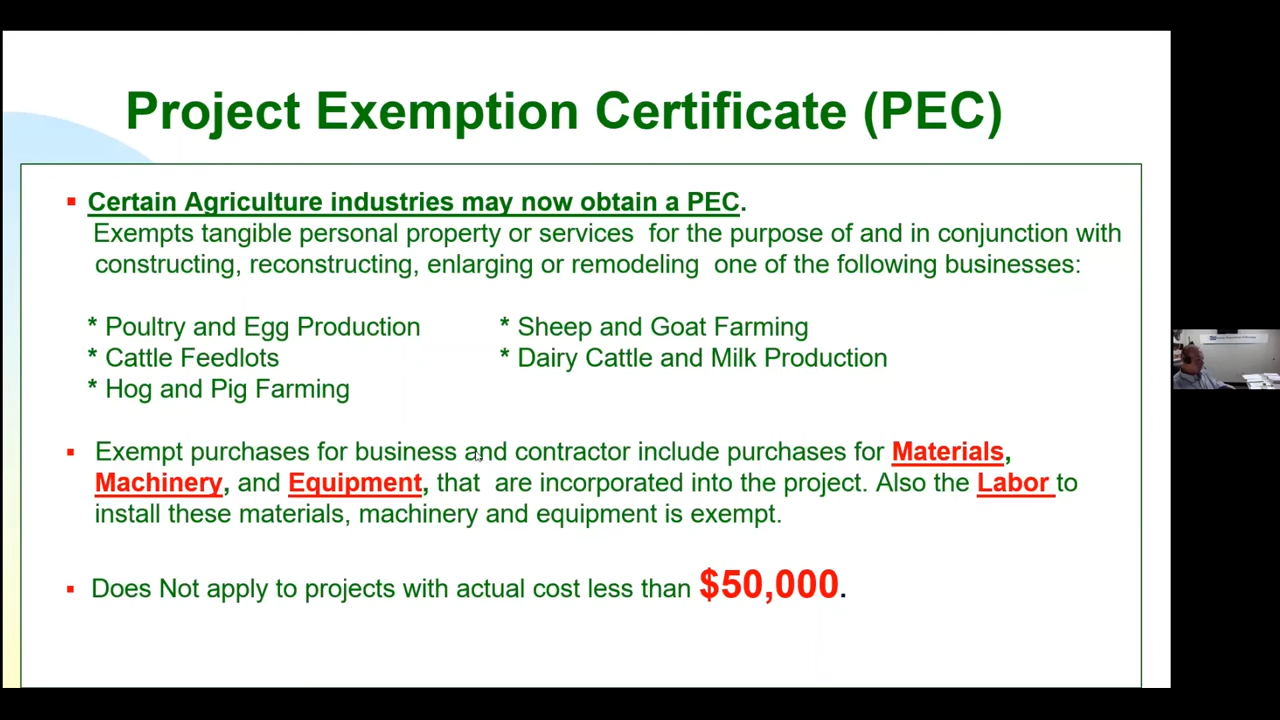 Project Exemption Certificate (PEC)
▪ Certain Agriculture industries may now obtain a PEC.
Exempts tangible personal property or services for the purpose of and in conjunction with
constructing, reconstructing, enlarging or remodeling one of the following businesses:
* Poultry and Egg Production
* Cattle Feedlots
* Hog and Pig Farming
* Sheep and Goat Farming
* Dairy Cattle and Milk Production
▪ Exempt purchases for business and contractor include purchases for Materials,
Machinery, and Equipment, that are incorporated into the project. Also the Labor to
install these materials, machinery and equipment is exempt.
▪ Does Not apply to projects with actual cost less than $50,000.